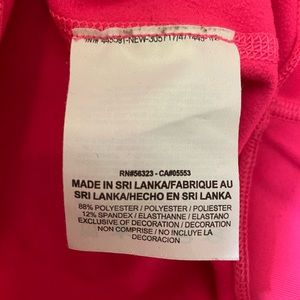 RN#56323 - CA#05553
MADE IN SRI LANKA/FABRIQUE AU
SRI LANKA/HECHO EN SRI LANKA
88% POLYESTER / POLYESTER / POLYESTER
12% SPANDEX / ELASTHANNE / ELASTANO
EXCLUSIVE OF DECORATION / DECORATION
NON COMPRISE / NO INCLUYE LA
DECORACION